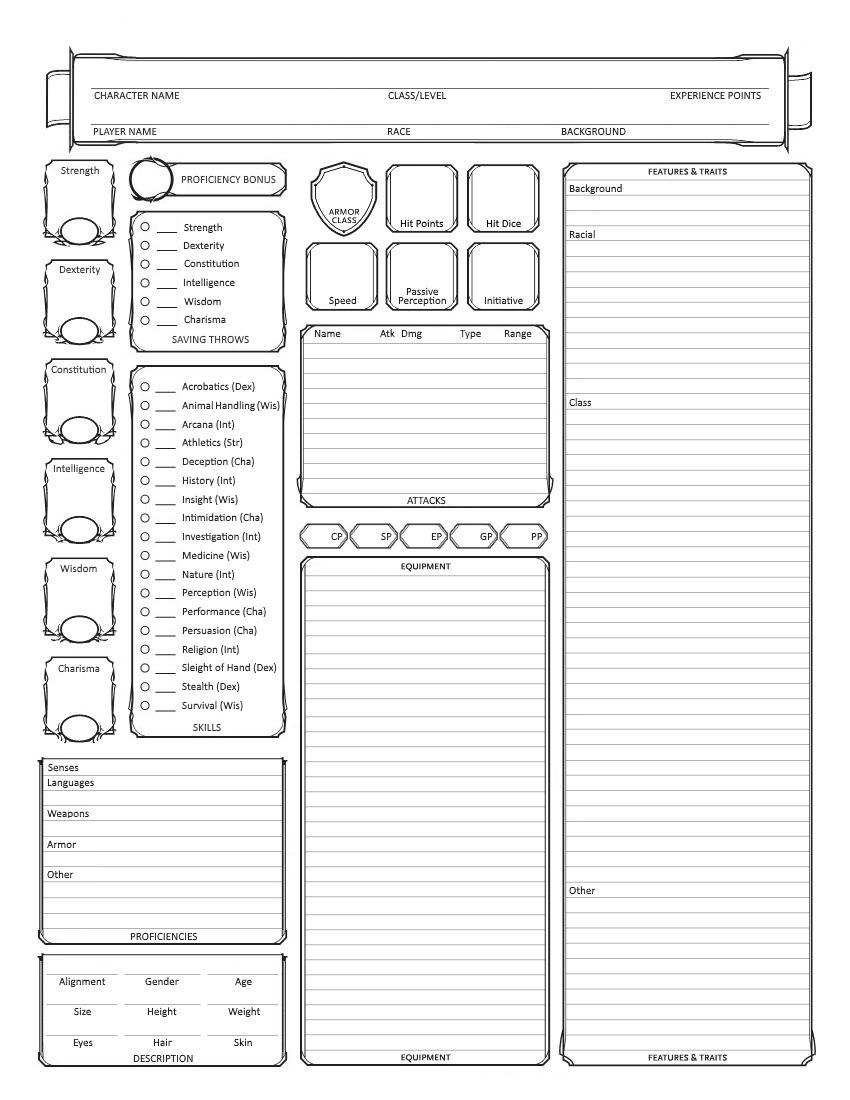 CHARACTER NAME CLASS/LEVEL EXPERIENCE POINTS
PLAYER NAME RACE BACKGROUND
Strength
Dexterity
Constitution
Intelligence
Wisdom
Charisma
PROFICIENCY BONUS
Strength
Dexterity
Constitution
Intelligence
Wisdom
Charisma
SAVING THROWS
Acrobatics (Dex)
Animal Handling (Wis)
Arcana (Int)
Athletics (Str)
Deception (Cha)
History (Int)
Insight (Wis)
Intimidation (Cha)
Investigation (Int)
Medicine (Wis)
Nature (Int)
Perception (Wis)
Performance (Cha)
Persuasion (Cha)
Religion (Int)
Sleight of Hand (Dex)
Stealth (Dex)
Survival (Wis)
SKILLS
Senses
Languages
Weapons
Armor
Other
PROFICIENCIES
Alignment Gender Age
Size Height Weight
Eyes Hair Skin
DESCRIPTION
ARMOR
CLASS
Hit Points
Hit Dice
Speed
Passive
Perception
Initiative
Name Atk Dmg Type Range
ATTACKS
CP SP EP GP PP
EQUIPMENT
EQUIPMENT
FEATURES & TRAITS
Background
Racial
Class
Other
FEATURES & TRAITS